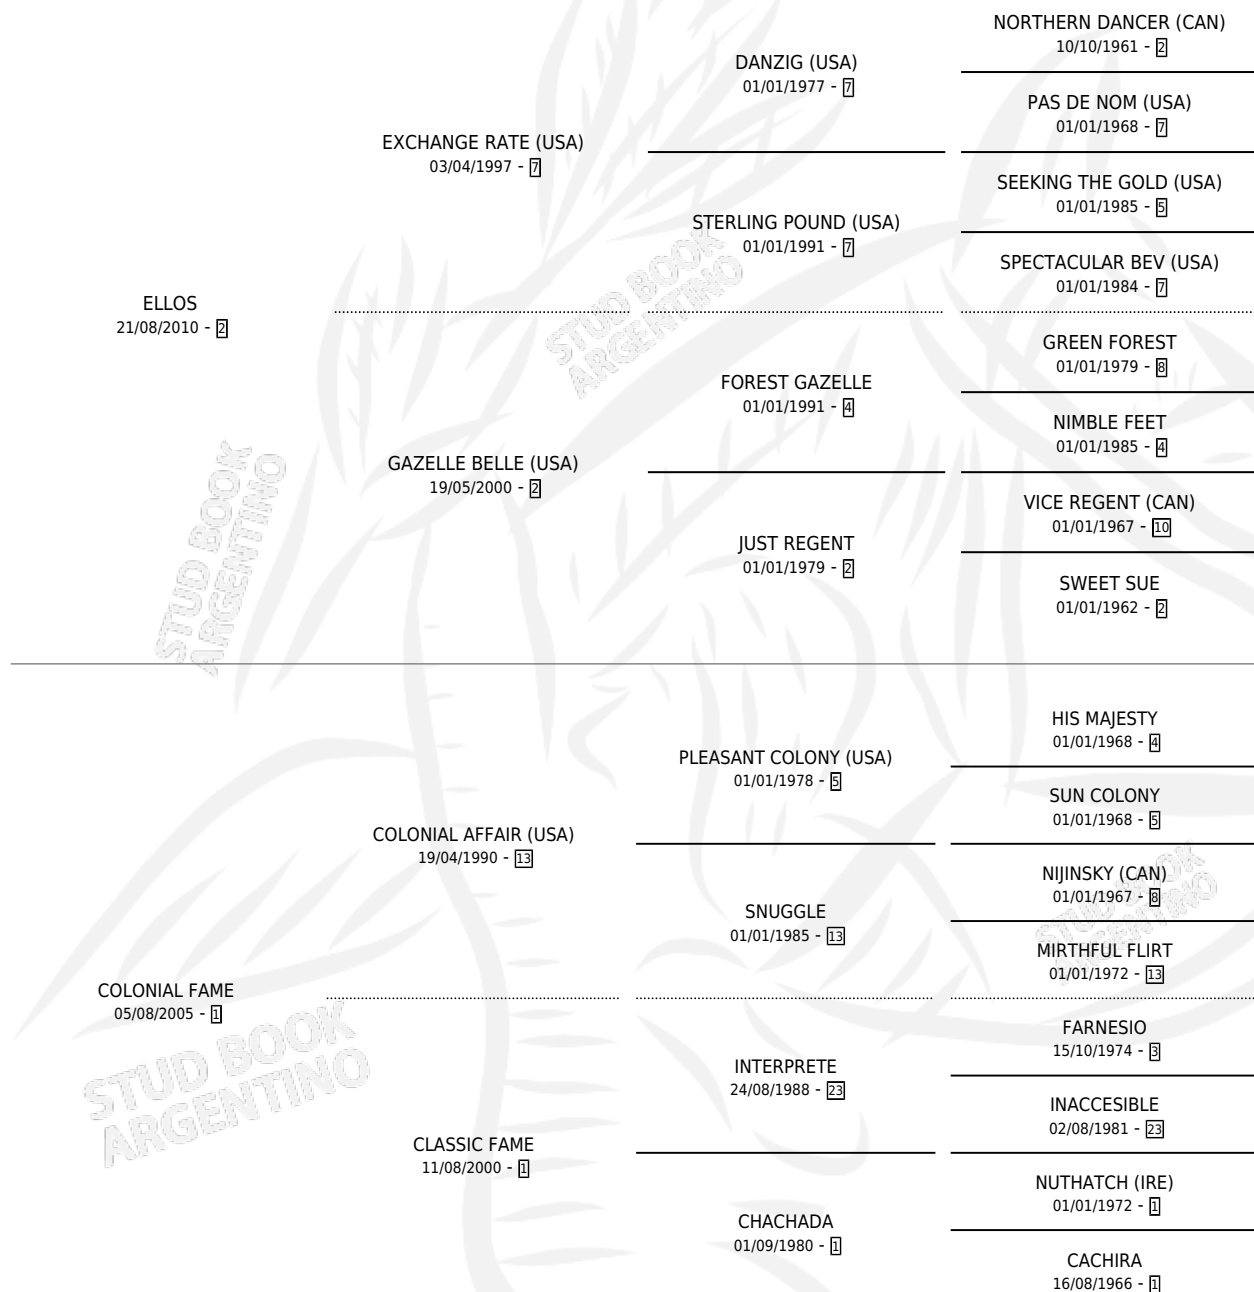 NORTHERN DANCER (CAN)
10/10/1961 - 2
DANZIG (USA)
01/01/1977 - 7
PAS DE NOM (USA)
01/01/1968 - 7
EXCHANGE RATE (USA)
03/04/1997 - 7
SEEKING THE GOLD (USA)
01/01/1985 - 5
STERLING POUND (USA)
01/01/1991 - 7
SPECTACULAR BEV (USA)
01/01/1984 - 7
ELLOS
21/08/2010 - 2
STUD BOOK
ARGENTINO
GREEN FOREST
01/01/1979 - 8
FOREST GAZELLE
01/01/1991 - 4
NIMBLE FEET
01/01/1985 - 4
GAZELLE BELLE (USA)
19/05/2000 - 2
STUD BOOK
ARGENTINO
VICE REGENT (CAN)
01/01/1967 - 10
JUST REGENT
01/01/1979 - 2
SWEET SUE
01/01/1962 - 2
HIS MAJESTY
01/01/1968 - 4
PLEASANT COLONY (USA)
01/01/1978 - 5
SUN COLONY
01/01/1968 - 5
COLONIAL AFFAIR (USA)
19/04/1990 - 13
NIJINSKY (CAN)
01/01/1967 - 8
STUD BOOK
ARGENTINO
SNUGGLE
01/01/1985 - 13
MIRTHFUL FLIRT
01/01/1972 - 13
COLONIAL FAME
05/08/2005 - 1
STUD BOOK
ARGENTINO
FARNESIO
15/10/1974 - 3
INTERPRETE
24/08/1988 - 23
INACCESIBLE
02/08/1981 - 23
CLASSIC FAME
11/08/2000 - 1
NUTHATCH (IRE)
01/01/1972 - 1
CHACHADA
01/09/1980 - 1
CACHIRA
16/08/1966 - 1